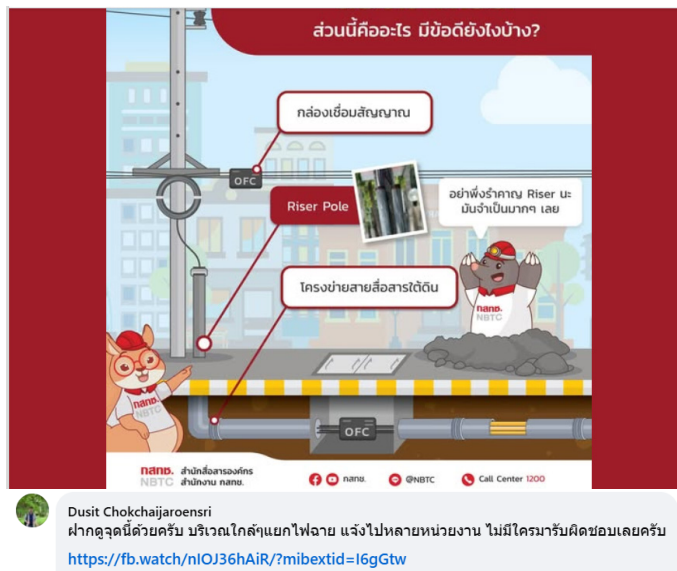 ส่วนนี้คืออะไร มีข้อดียังไงบ้าง?
กล่องเชื่อมสัญญาณ
OFC
Riser Pole
อย่าพึ่งรำคาญ Riser นะ
มันจำเป็นมากๆ เลย
โครงข่ายสายสื่อสารใต้ดิน
กสทช.
NBTC
กสทช.
NBTC
OFC
กสทช. สำนักสื่อสารองค์กร
NBTC สำนักงาน กสทช.
กสทช. @NBTC Call Center 1200
Dusit Chokchaijaroensri
ฝากดูจุดนี้ด้วยครับ บริเวณใกล้ๆแยกไฟฉาย แจ้งไปหลายหน่วยงาน ไม่มีใครมารับผิดชอบเลยครับ
https://fb.watch/nIOJ36hAiR/?mibextid=I6gGtw